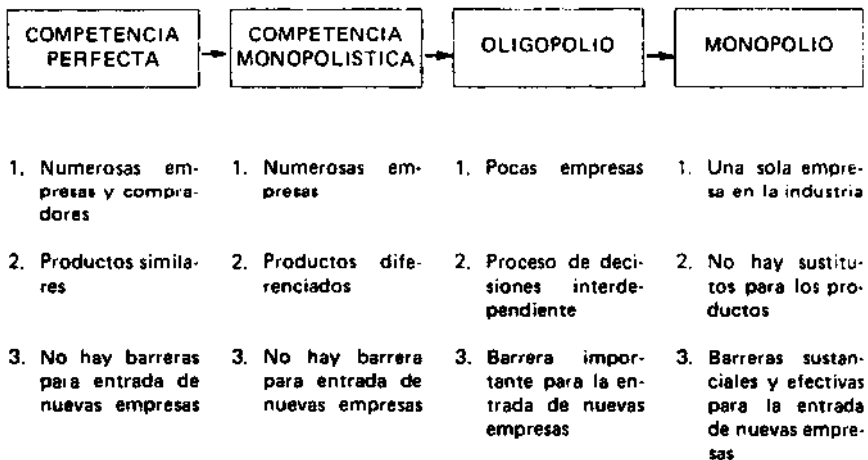 COMPETENCIA
PERFECTA
COMPETENCIA
MONOPOLISTICA
OLIGOPOLIO
MONOPOLIO
1. Numerosas em-
presas y compra-
dores
2. Productos simila-
res
3. No hay barreras
para entrada de
nuevas empresas
1. Numerosas em-
presas
2. Productos dife-
renciados
3. No hay barrera
para entrada de
nuevas empresas
1. Pocas empresas
2. Proceso de deci-
siones interde-
pendiente
3. Barrera impor-
tante para la en-
trada de nuevas
empresas
1. Una sola empre-
sa en la industria
2. No hay sustitu-
tos para los pro-
ductos
3. Barreras sustan-
ciales y efectivas
para la entrada
de nuevas empre-
sas